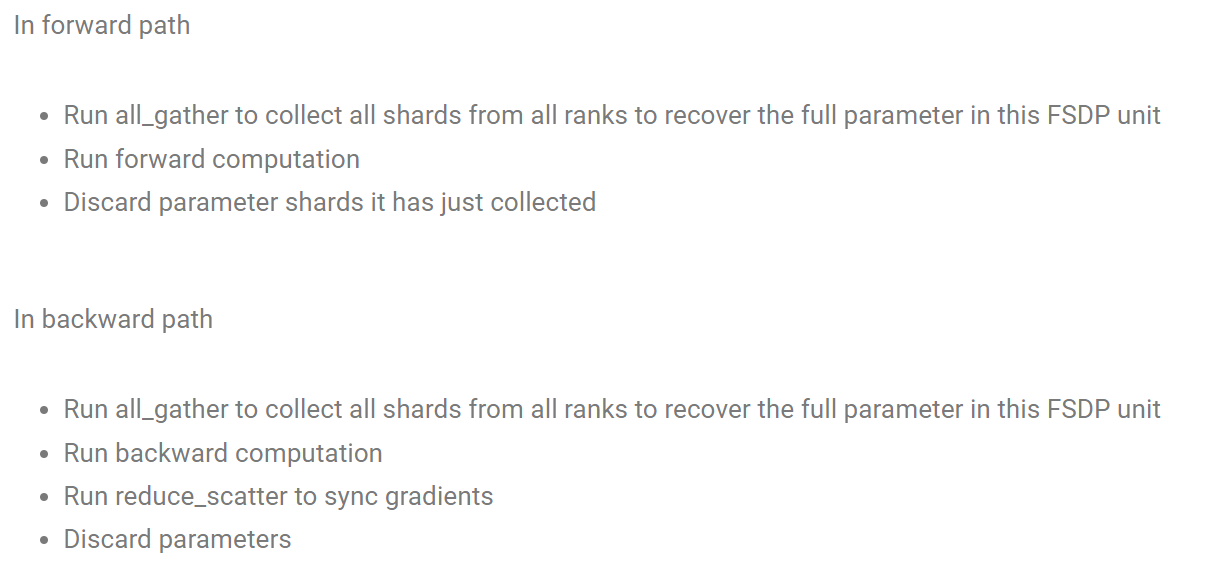 In forward path
• Run all_gather to collect all shards from all ranks to recover the full parameter in this FSDP unit
• Run forward computation
• Discard parameter shards it has just collected
In backward path
• Run all_gather to collect all shards from all ranks to recover the full parameter in this FSDP unit
• Run backward computation
• Run reduce_scatter to sync gradients
• Discard parameters